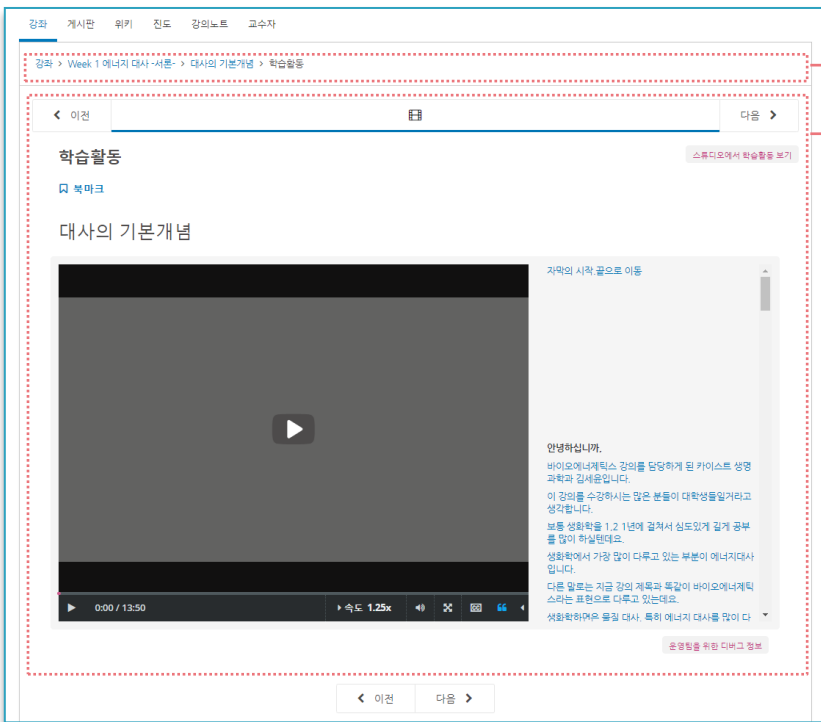 강좌 게시판 위키 진도 강의노트 교수자
강좌 > Week 1 에너지 대사 -서론- > 대사의 기본개념 > 학습활동
이전 다음
학습활동
스튜디오에서 학습활동 보기
북마크
대사의 기본개념
자막의 시작.끝으로 이동
안녕하십니까.
바이오에너제틱스 강의를 담당하게 된 카이스트 생명
과학과 김세윤입니다.
이 강의를 수강하시는 많은 분들이 대학생들일거라고
생각합니다.
보통 생화학을 1,2 1년에 걸쳐서 심도있게 길게 공부
를 많이 하실텐데요.
생화학에서 가장 많이 다루고 있는 부분이 에너지대사
입니다.
다른 말로는 지금 강의 제목과 똑같이 바이오에너제틱
스라는 표현으로 다루고 있는데요.
생화학하면은 물질 대사, 특히 에너지 대사를 많이 다
0:00 / 13:50 속도 1.25x
운영팀을 위한 디버그 정보
이전 다음